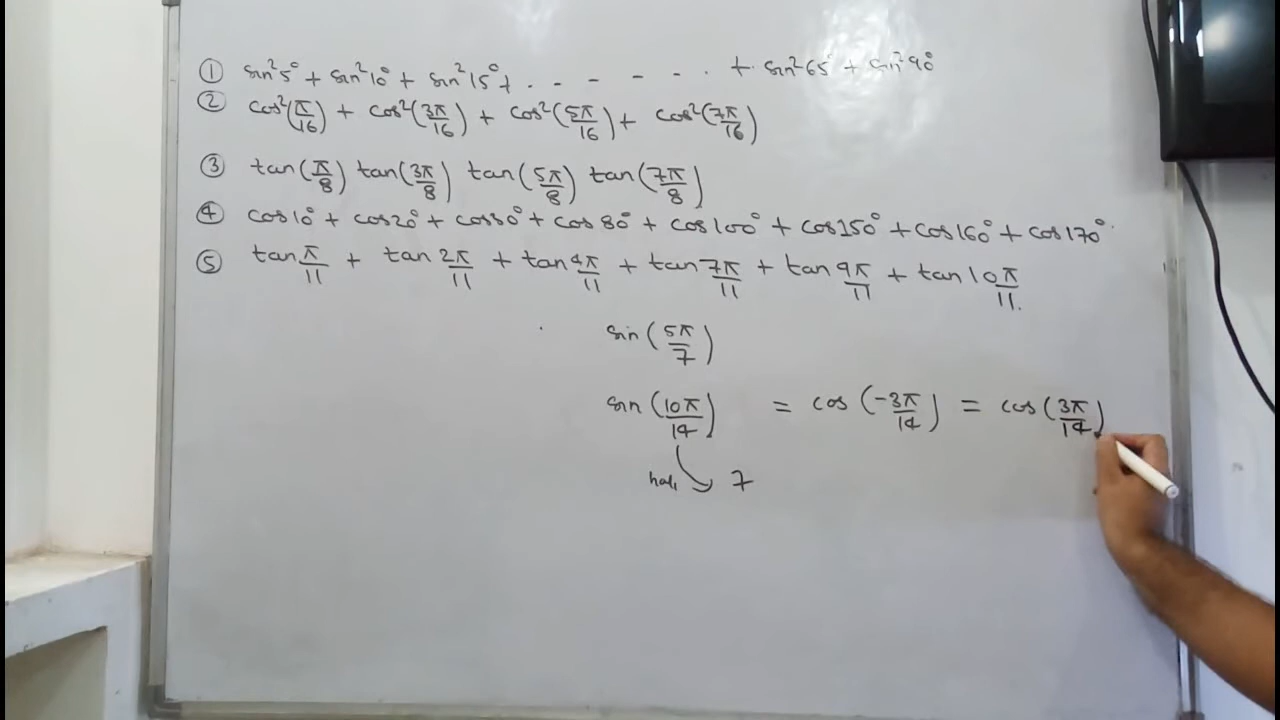 ① sin²5° + sin²10° + sin²15° + . - - - - . . + sin²65° + sin²90°
② cos²(π/16) + cos²(3π/16) + cos²(5π/16) + cos²(7π/16)
③ tan(π/8) tan(3π/8) tan(5π/8) tan(7π/8)
④ cos10° + cos20° + cos30° + cos80° + cos100° + cos150° + cos160° + cos170°
⑤ tan π/11 + tan 2π/11 + tan 4π/11 + tan 7π/11 + tan 9π/11 + tan 10π/11
sin(5π/7)
sin(10π/14) = cos(-3π/14) = cos(3π/14)
7